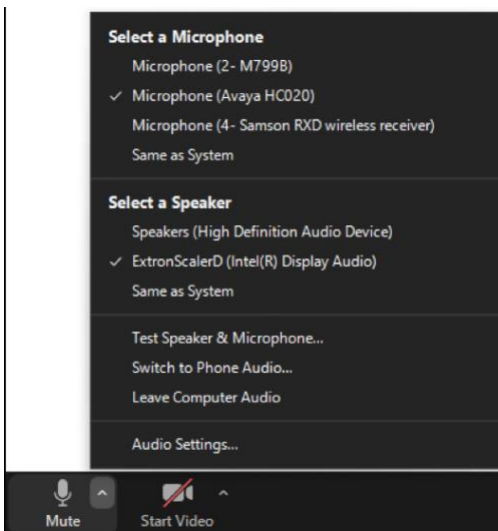 Select a Microphone
Microphone (2- M799B)
✓ Microphone (Avaya HC020)
Microphone (4- Samson RXD wireless receiver)
Same as System
Select a Speaker
Speakers (High Definition Audio Device)
✓ ExtronScalerD (Intel(R) Display Audio)
Same as System
Test Speaker & Microphone...
Switch to Phone Audio...
Leave Computer Audio
Audio Settings...
Mute
Start Video